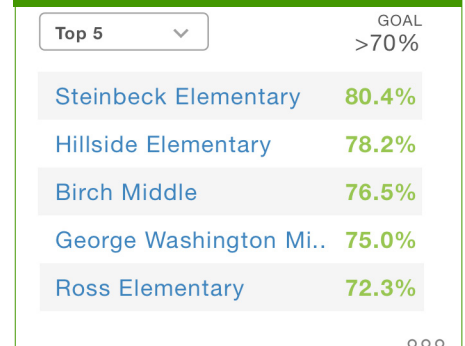 Top 5
GOAL
>70%
Steinbeck Elementary 80.4%
Hillside Elementary 78.2%
Birch Middle 76.5%
George Washington Mi.. 75.0%
Ross Elementary 72.3%